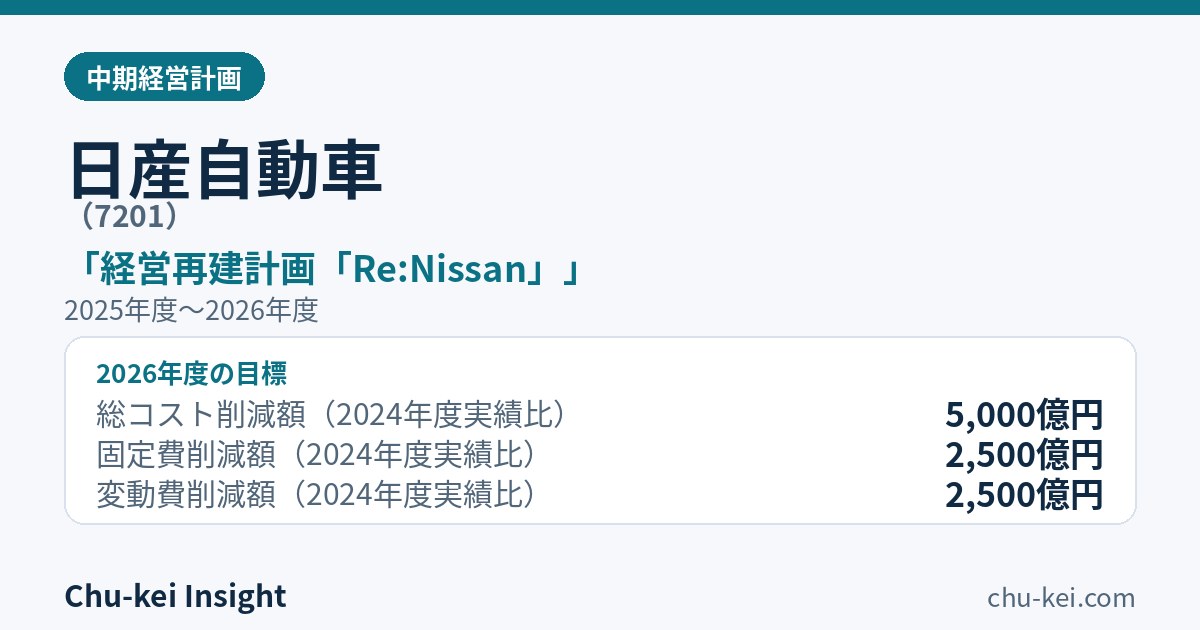 中期経営計画
日産自動車
（7201）
「経営再建計画「Re:Nissan」」
2025年度〜2026年度
2026年度の目標
総コスト削減額（2024年度実績比） 5,000億円
固定費削減額（2024年度実績比） 2,500億円
変動費削減額（2024年度実績比） 2,500億円
Chu-kei Insight chu-kei.com